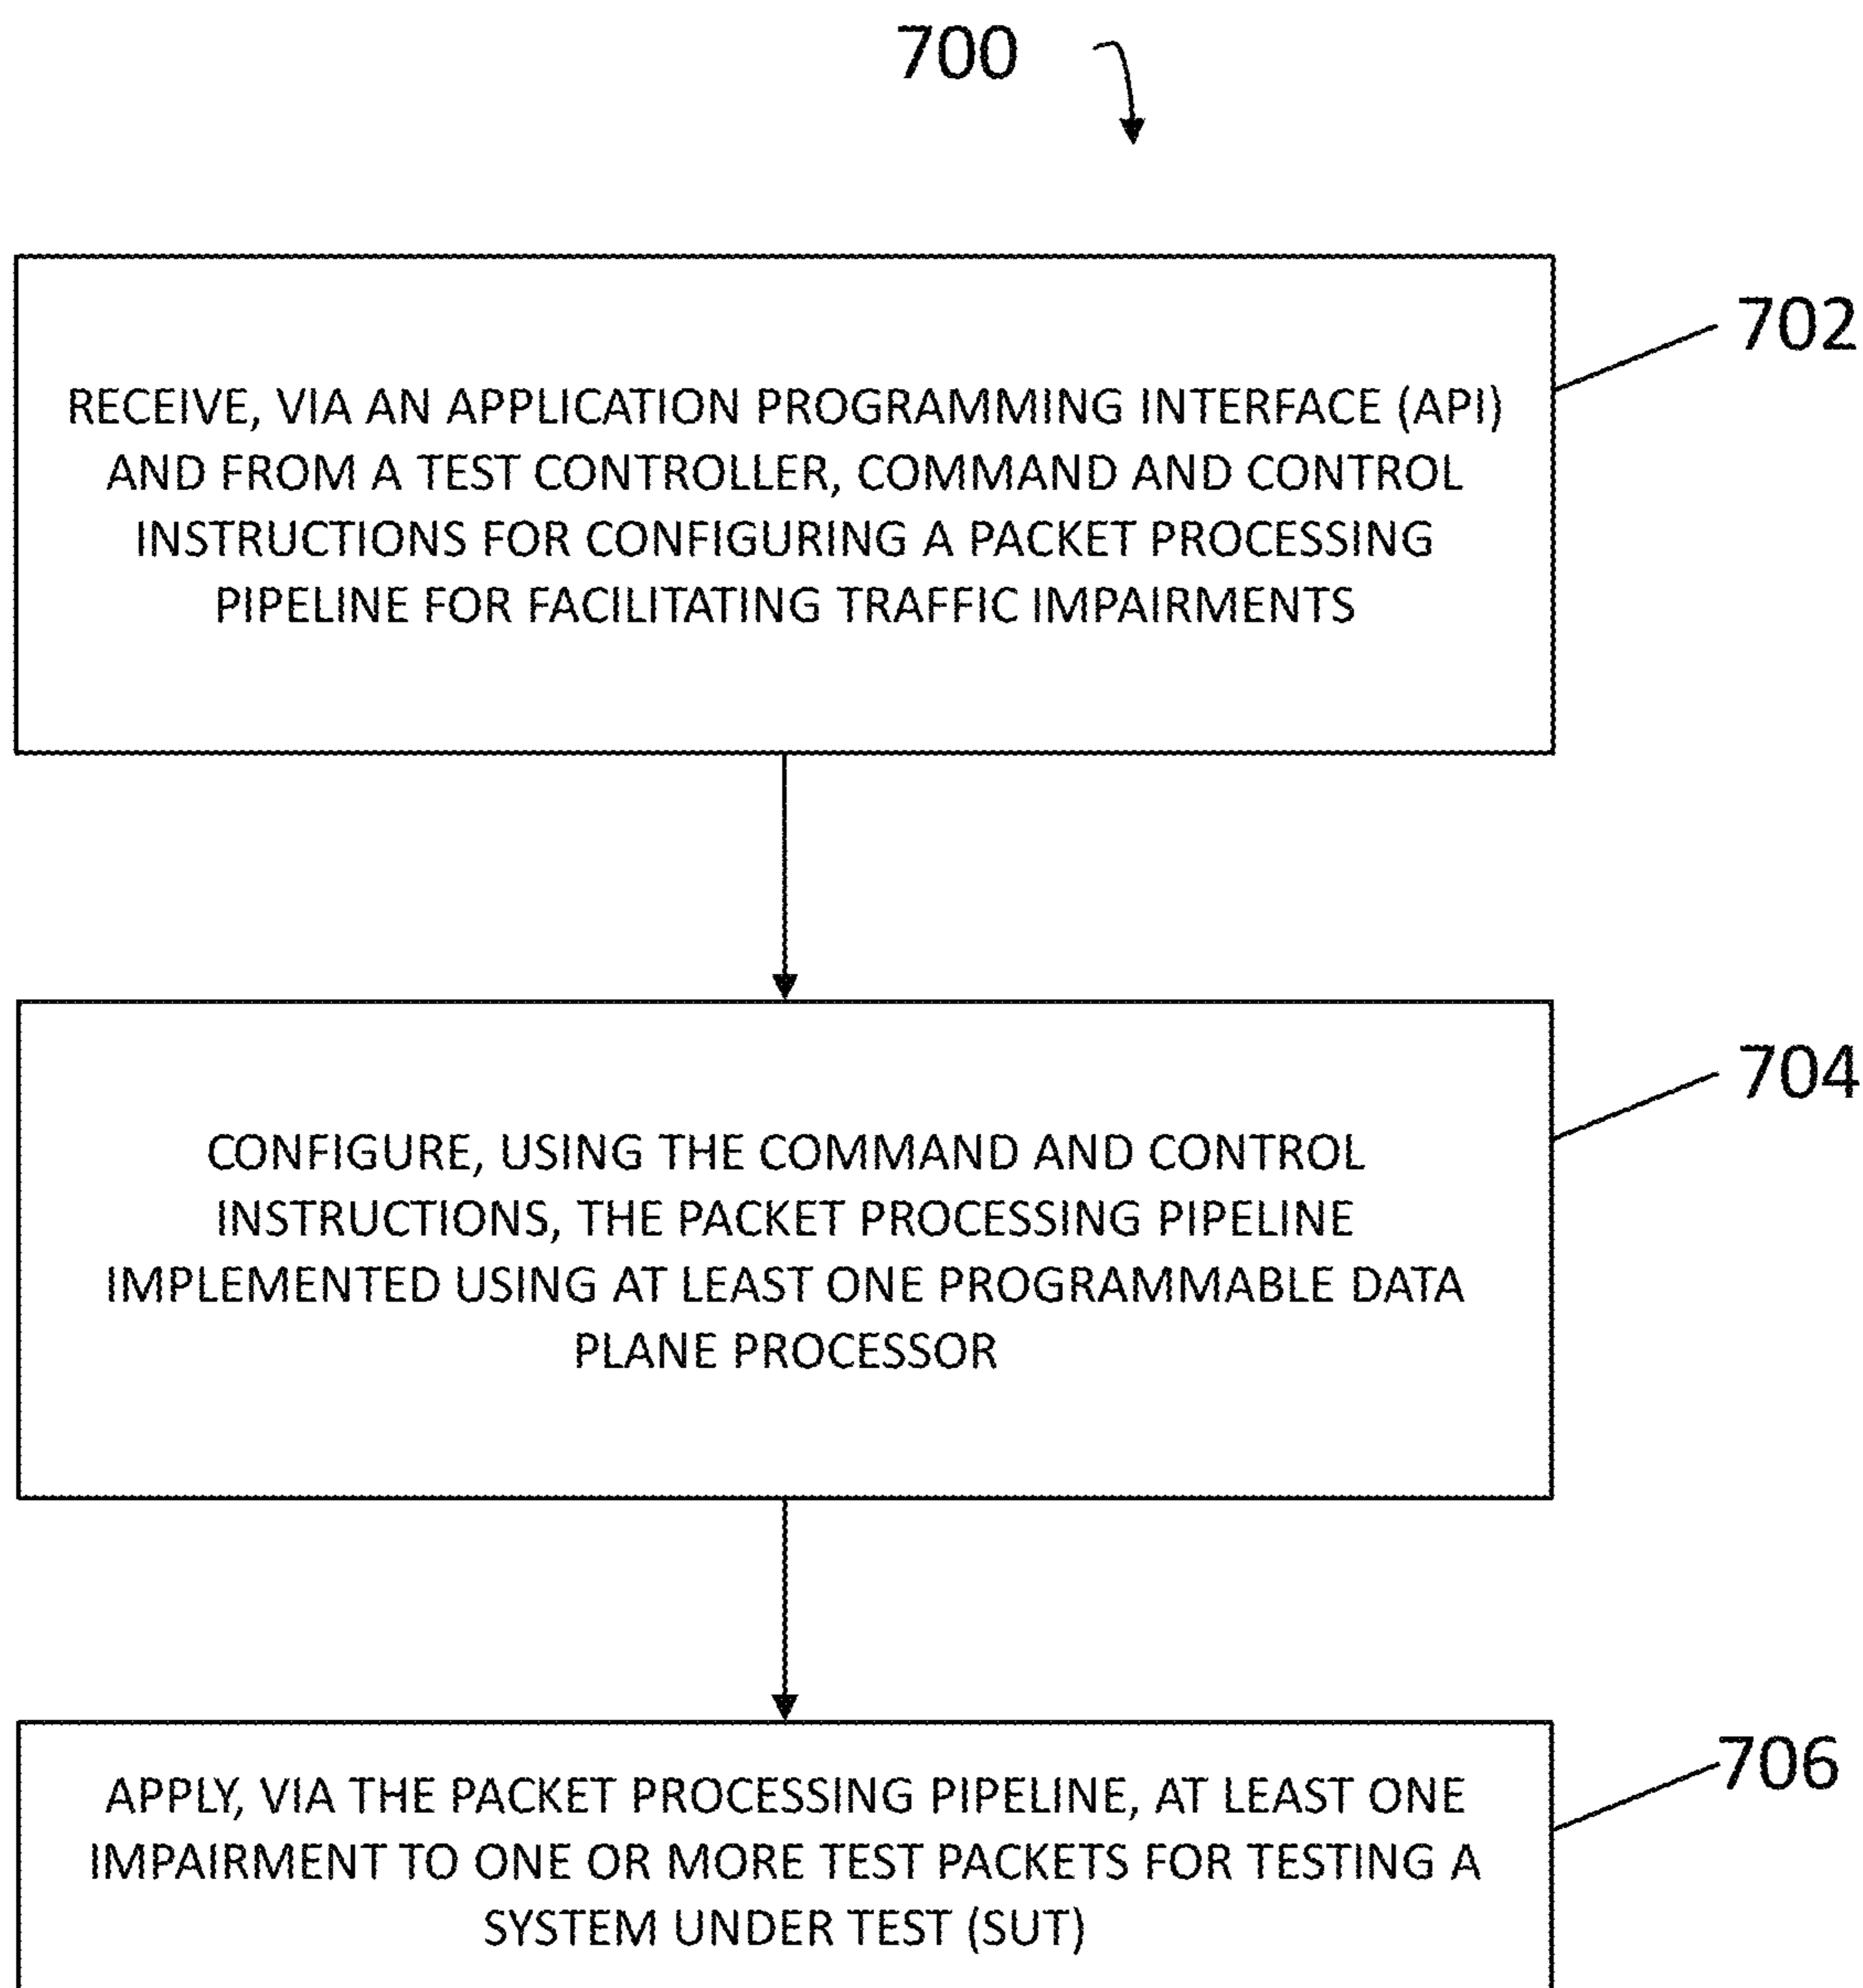 700
RECEIVE, VIA AN APPLICATION PROGRAMMING INTERFACE (API)
AND FROM A TEST CONTROLLER, COMMAND AND CONTROL
INSTRUCTIONS FOR CONFIGURING A PACKET PROCESSING
PIPELINE FOR FACILITATING TRAFFIC IMPAIRMENTS
702
CONFIGURE, USING THE COMMAND AND CONTROL
INSTRUCTIONS, THE PACKET PROCESSING PIPELINE
IMPLEMENTED USING AT LEAST ONE PROGRAMMABLE DATA
PLANE PROCESSOR
704
APPLY, VIA THE PACKET PROCESSING PIPELINE, AT LEAST ONE
IMPAIRMENT TO ONE OR MORE TEST PACKETS FOR TESTING A
SYSTEM UNDER TEST (SUT)
706